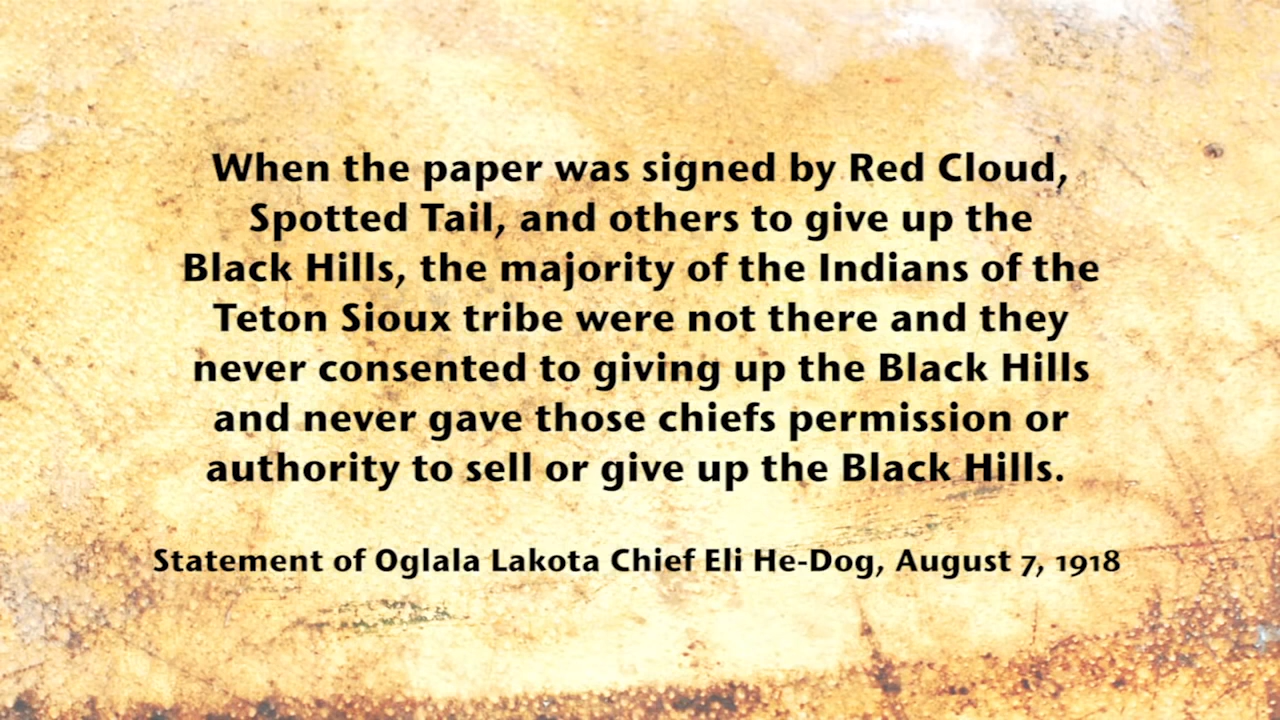 When the paper was signed by Red Cloud,
Spotted Tail, and others to give up the
Black Hills, the majority of the Indians of the
Teton Sioux tribe were not there and they
never consented to giving up the Black Hills
and never gave those chiefs permission or
authority to sell or give up the Black Hills.
Statement of Oglala Lakota Chief Eli He-Dog, August 7, 1918